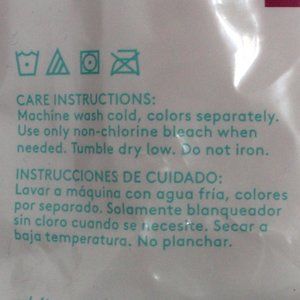 CARE INSTRUCTIONS:
Machine wash cold, colors separately.
Use only non-chlorine bleach when
needed. Tumble dry low. Do not iron.
INSTRUCCIONES DE CUIDADO:
Lavar a máquina con agua fría, colores
por separado. Solamente blanqueador
sin cloro cuando se necesite. Secar a
baja temperatura. No planchar.